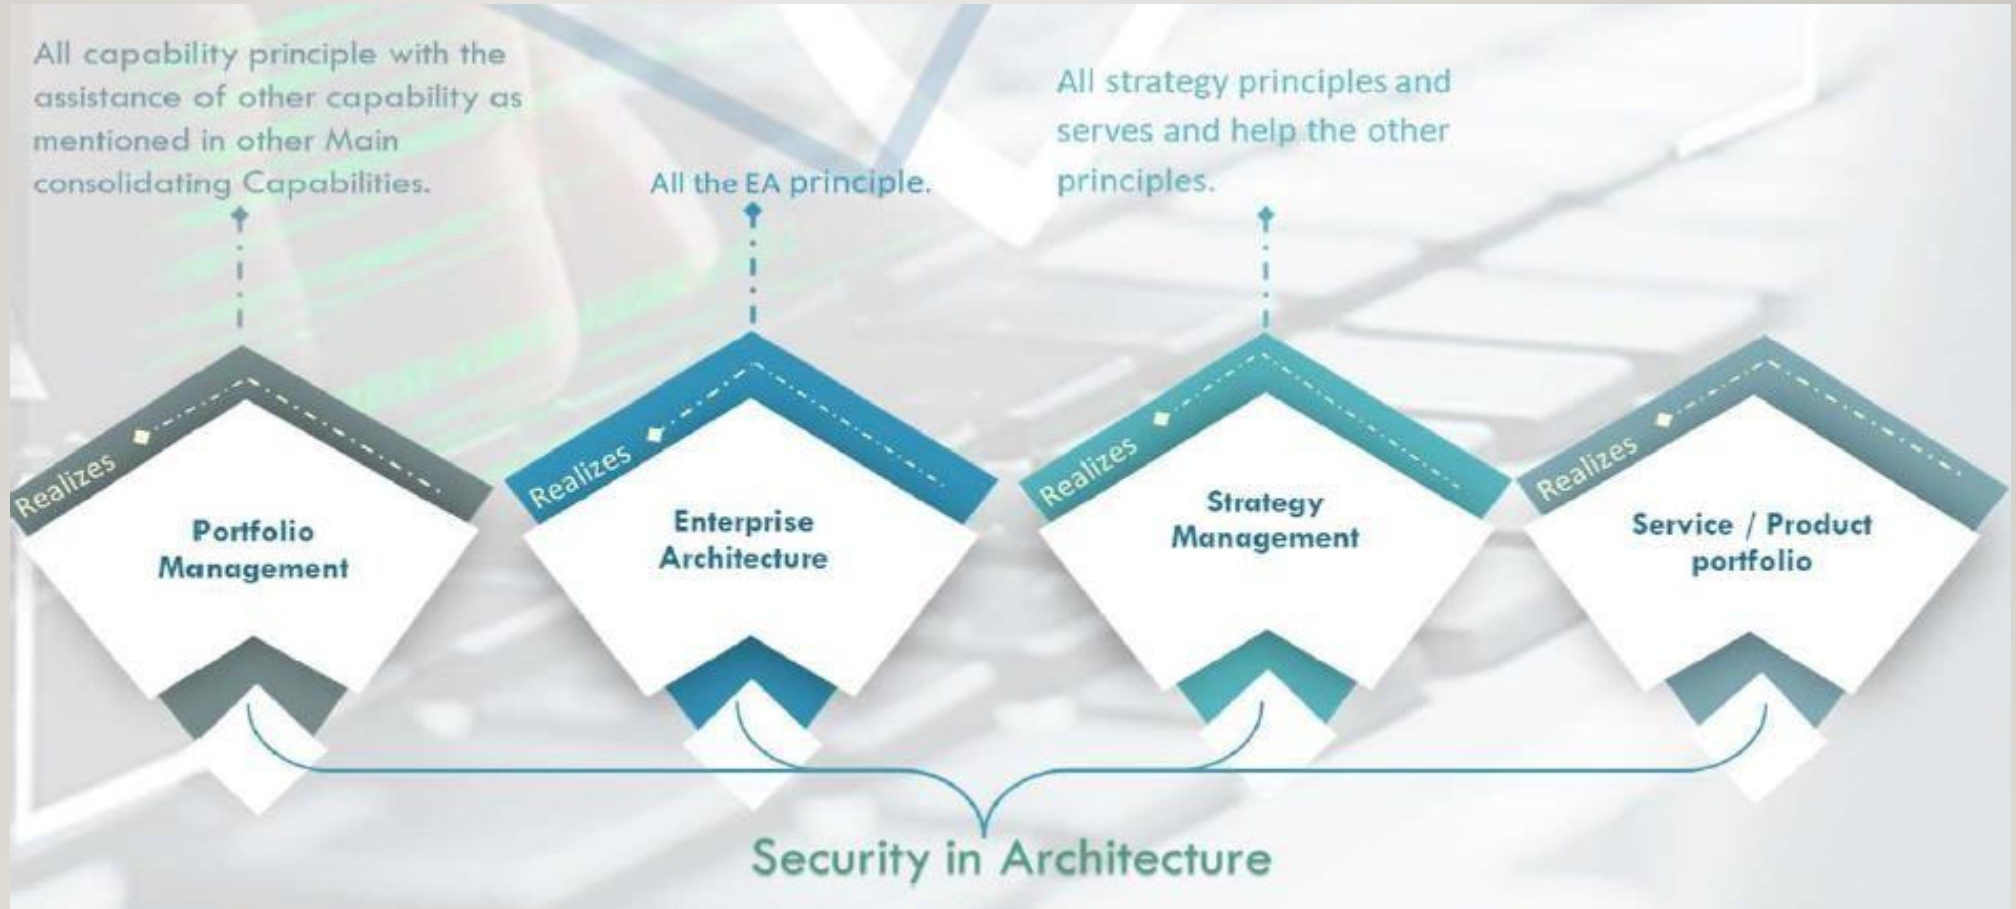 All capability principle with the
assistance of other capability as
mentioned in other Main
consolidating Capabilities.
All the EA principle.
All strategy principles and
serves and help the other
principles.
Realizes
Portfolio
Management
Realizes
Enterprise
Architecture
Realizes
Strategy
Management
Realizes
Service / Product
portfolio
Security in Architecture